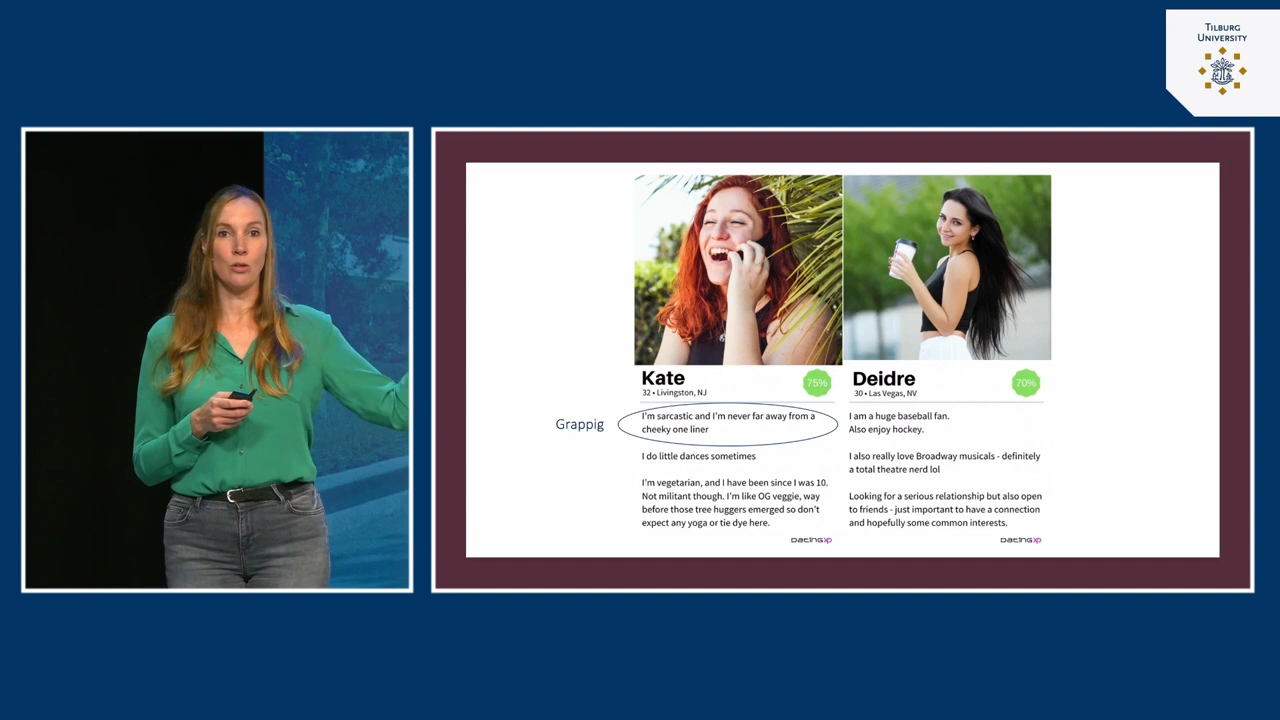 TILBURG
UNIVERSITY
Kate
75%
32 • Livingston, NJ
Grappig
I'm sarcastic and I'm never far away from a
cheeky one liner
I do little dances sometimes
I'm vegetarian, and I have been since I was 10.
Not militant though. I'm like OG veggie, way
before those tree huggers emerged so don't
expect any yoga or tie dye here.
DatingXP
Deidre
70%
30 • Las Vegas, NV
I am a huge baseball fan.
Also enjoy hockey.
I also really love Broadway musicals - definitely
a total theatre nerd lol
Looking for a serious relationship but also open
to friends - just important to have a connection
and hopefully some common interests.
DatingXP